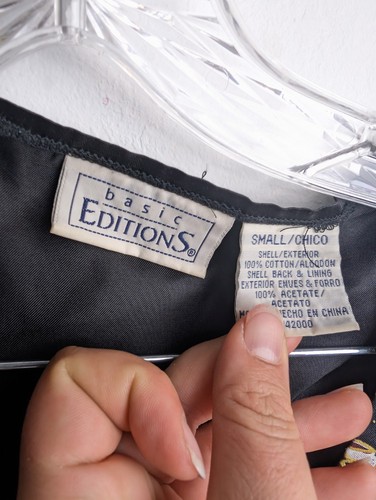 basic
EDITIONS®
SMALL/CHICO
SHELL/EXTERIOR
100% COTTON/ALGODON
SHELL BACK & LINING
EXTERIOR ENVES & FORRO
100% ACETATE/
ACETATO
HECHO EN CHINA
42000